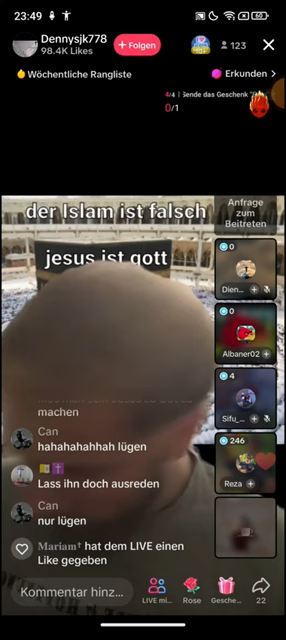 23:49
60
Dennysjk778
98.4K Likes
+ Folgen
123
Wöchentliche Rangliste
Erkunden >
4/4 | Sende das Geschenk
0/1
der Islam ist falsch
Anfrage
zum
Beitreten
jesus ist gott
0
Dien...
0
Albaner02
4
Sifu_...
246
Reza
machen
Can
hahahahahhah lügen
Lass ihn doch ausreden
Can
nur lügen
Mariam† hat dem LIVE einen
Like gegeben
Kommentar hinz...
LIVE mi...
Rose
Gesche...
22